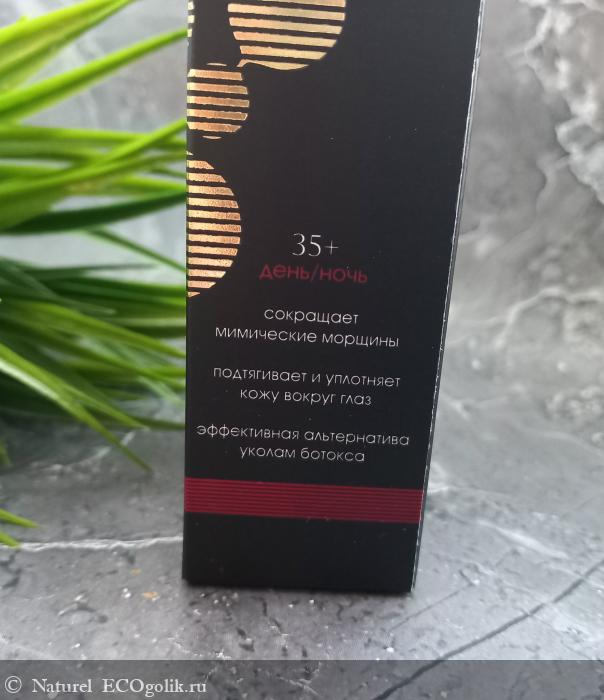 35+
день/ночь
сокращает
мимические морщины
подтягивает и уплотняет
кожу вокруг глаз
эффективная альтернатива
уколам ботокса
© Naturel ECOgolik.ru